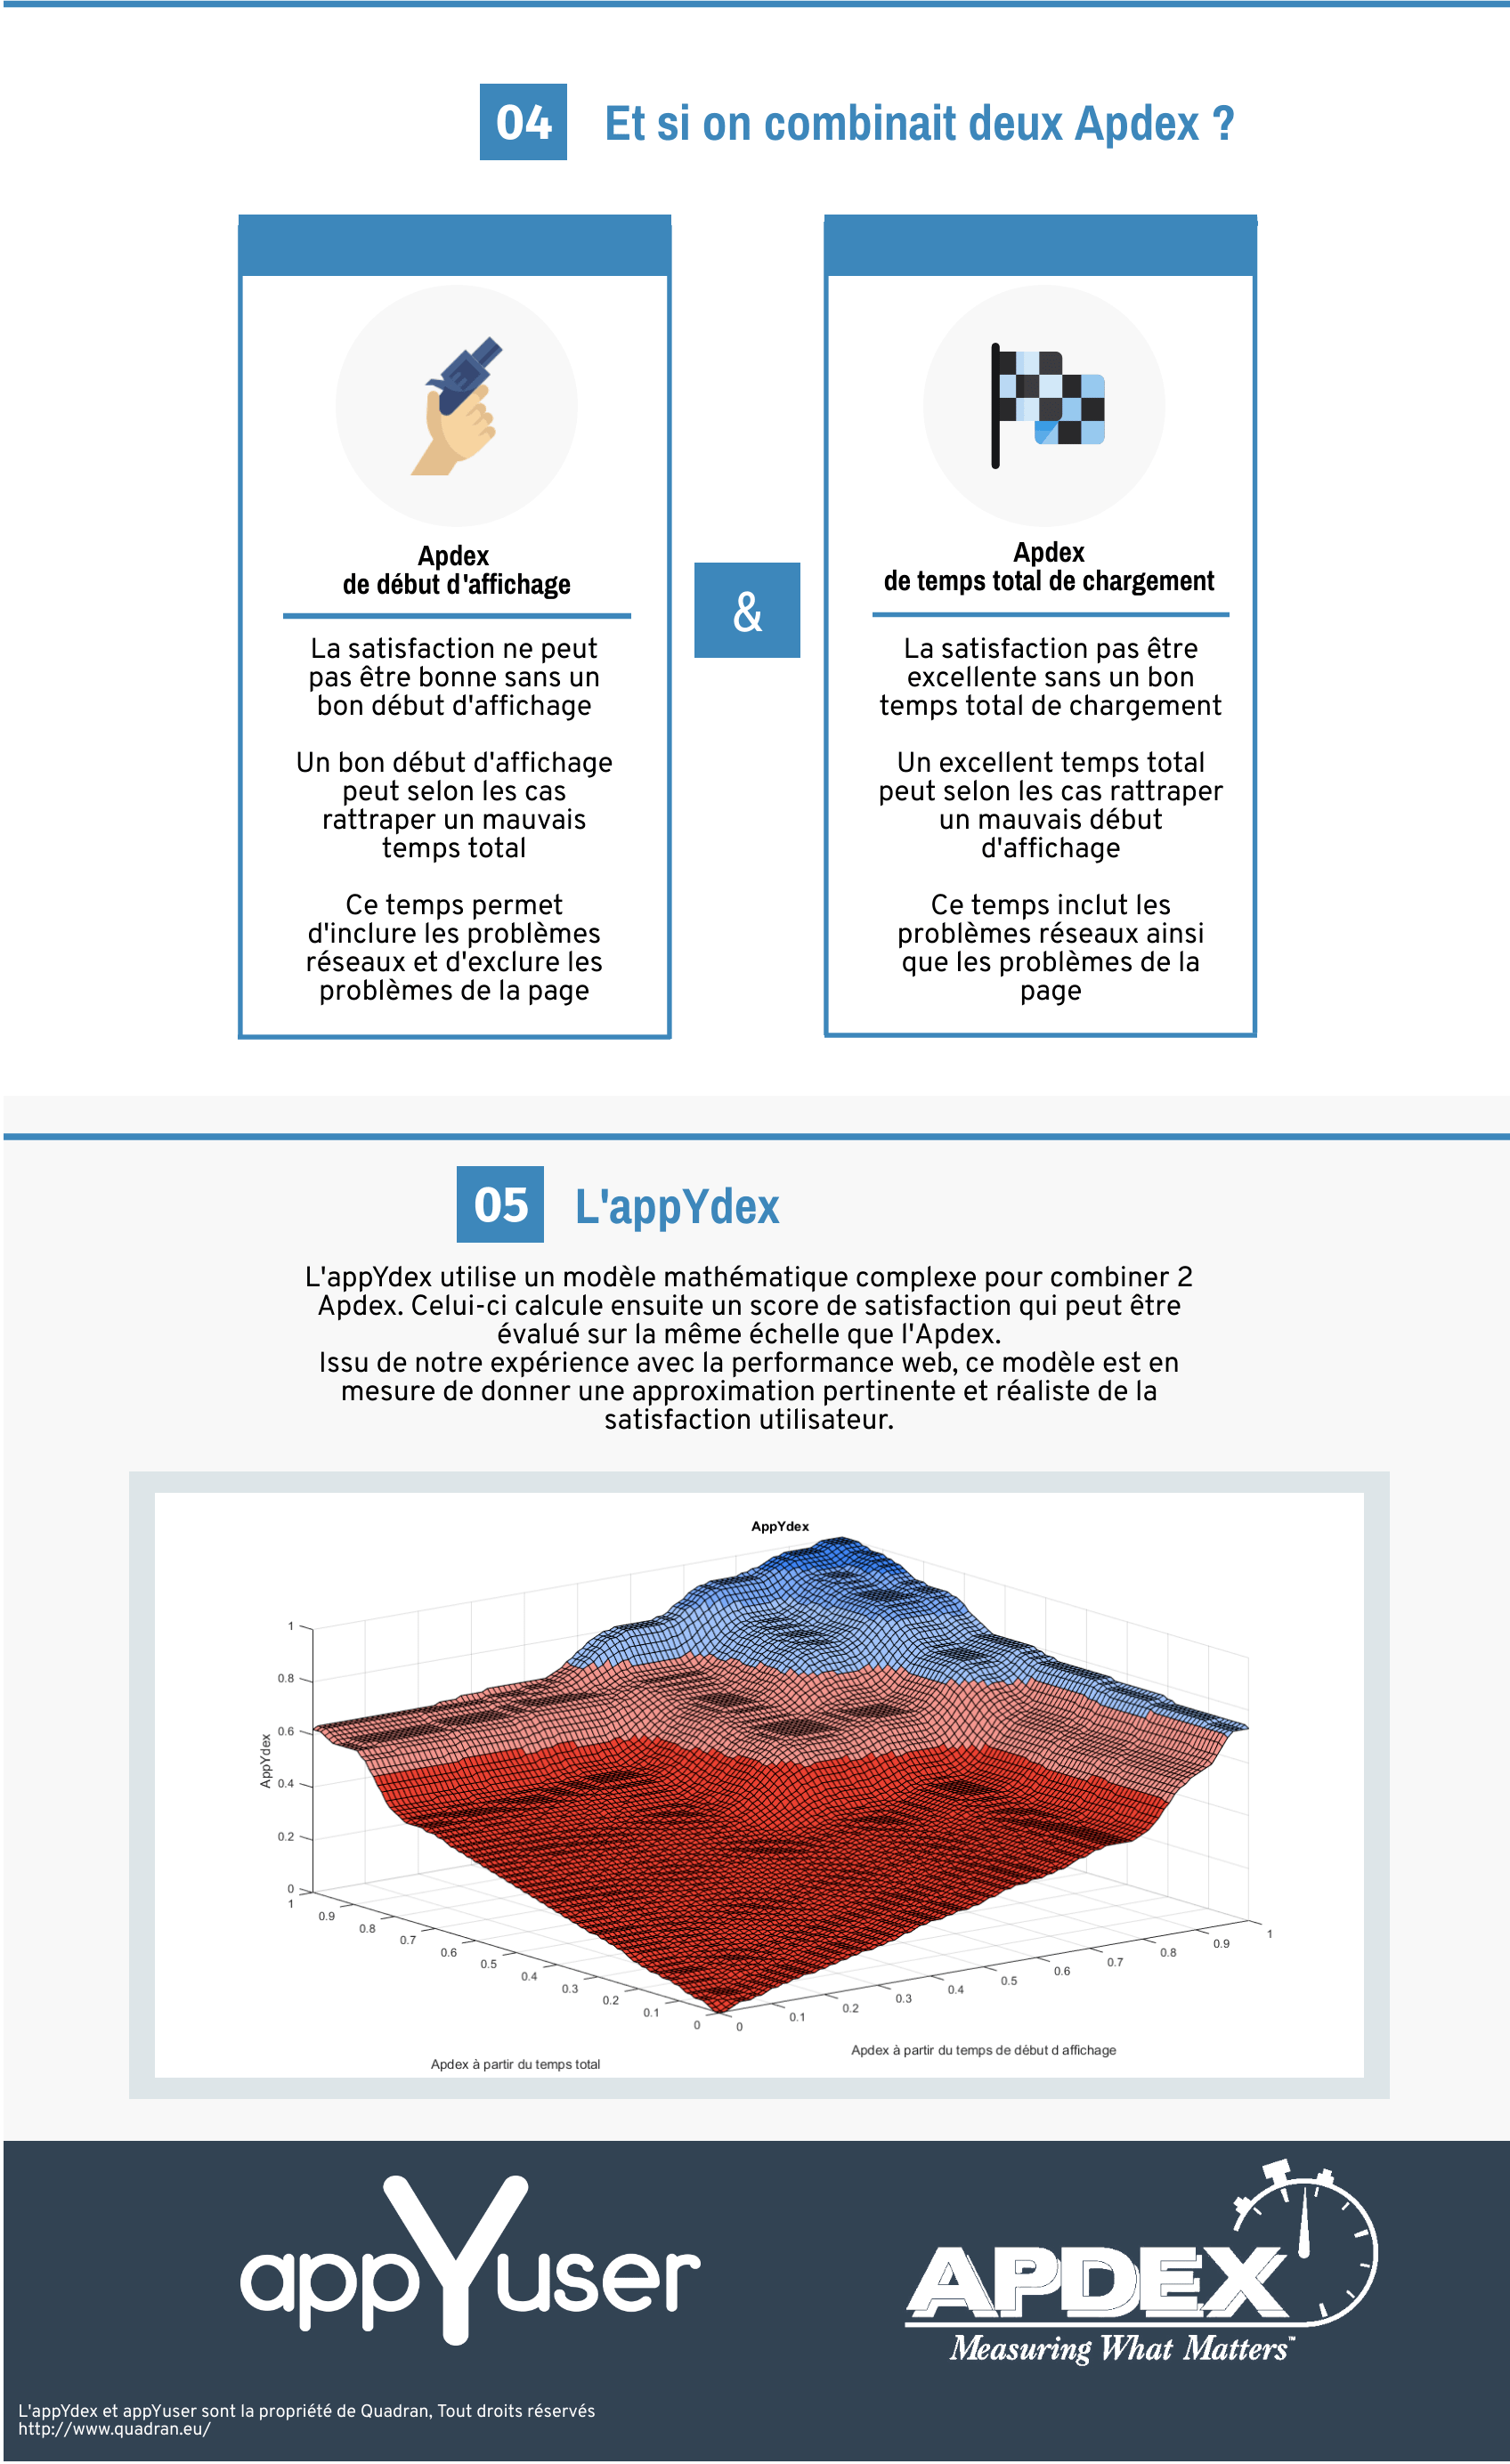 04
Et si on combinait deux Apdex ?
Apdex
de début d'affichage
La satisfaction ne peut
pas être bonne sans un
bon début d'affichage
Un bon début d'affichage
peut selon les cas
rattraper un mauvais
temps total
Ce temps permet
d'inclure les problèmes
réseaux et d'exclure les
problèmes de la page
&
Apdex
de temps total de chargement
La satisfaction pas être
excellente sans un bon
temps total de chargement
Un excellent temps total
peut selon les cas rattraper
un mauvais début
d'affichage
Ce temps inclut les
problèmes réseaux ainsi
que les problèmes de la
page
05
L'appYdex
L'appYdex utilise un modèle mathématique complexe pour combiner 2
Apdex. Celui-ci calcule ensuite un score de satisfaction qui peut être
évalué sur la même échelle que l'Apdex.
Issu de notre expérience avec la performance web, ce modèle est en
mesure de donner une approximation pertinente et réaliste de la
satisfaction utilisateur.
AppYdex
1
0.8
0.6
0.4
0.2
0
AppYdex
1
0.9
0.8
0.7
0.6
0.5
0.4
0.3
0.2
0.1
0
0
0.1
0.2
0.3
0.4
0.5
0.6
0.7
0.8
0.9
1
Apdex à partir du temps total
Apdex à partir du temps de début d affichage
appYuser
APDEX
Measuring What Matters™
L'appYdex et appYuser sont la propriété de Quadran, Tout droits réservés
http://www.quadran.eu/